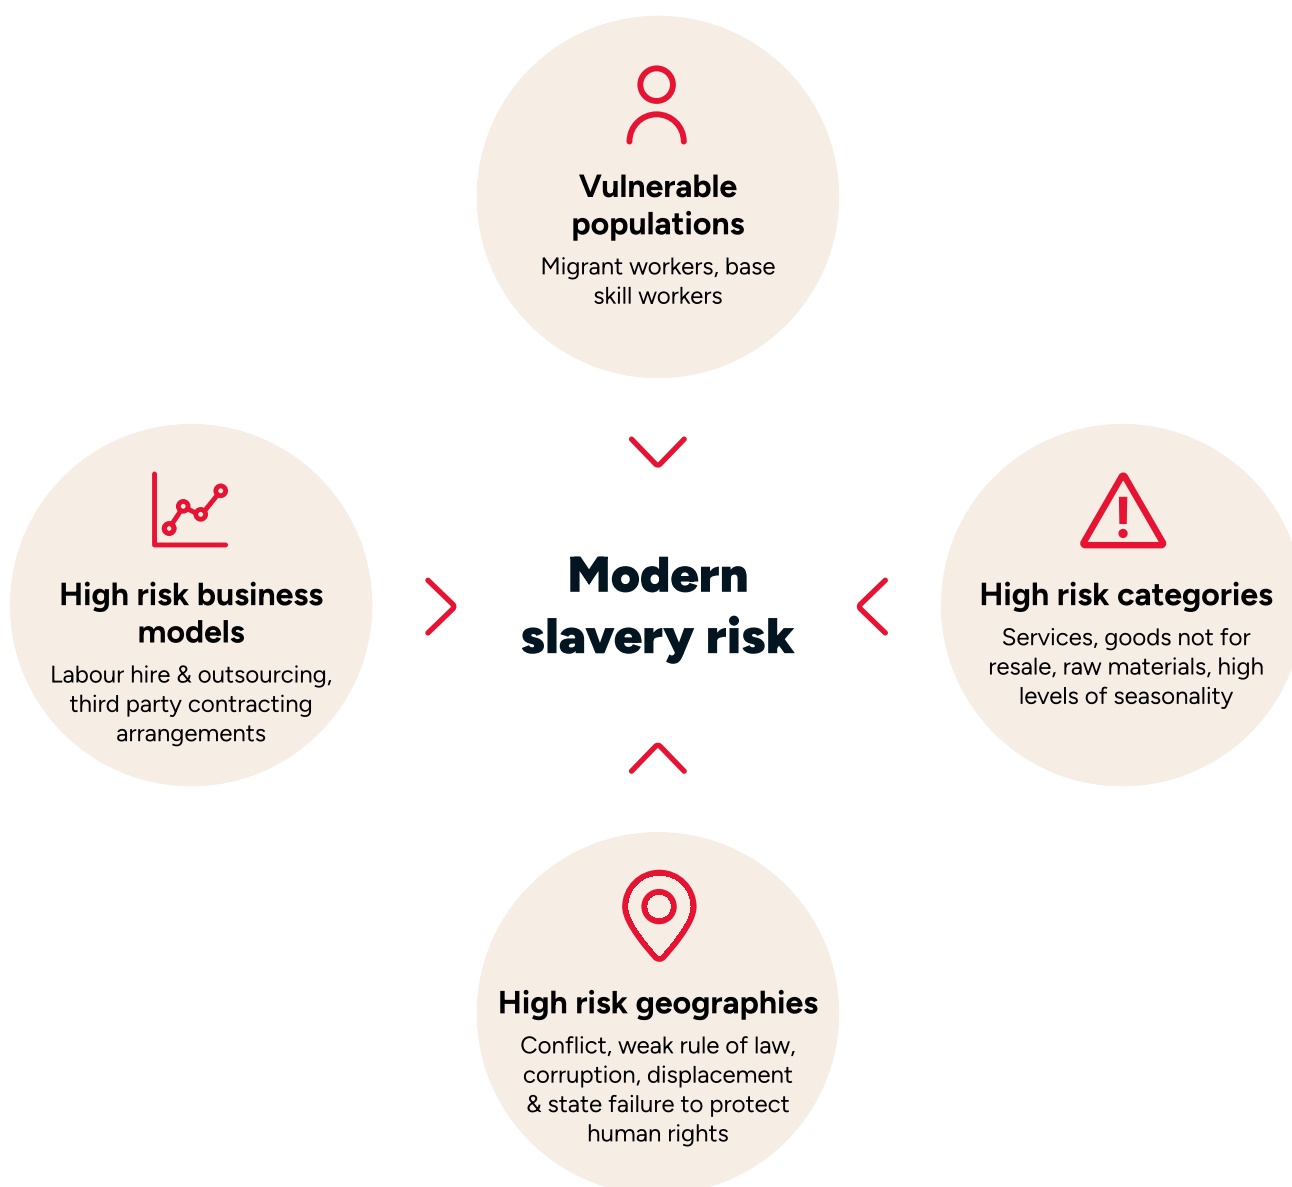 Vulnerable
populations
Migrant workers, base
skill workers
High risk business
models
Labour hire & outsourcing,
third party contracting
arrangements
Modern
slavery risk
High risk categories
Services, goods not for
resale, raw materials, high
levels of seasonality
High risk geographies
Conflict, weak rule of law,
corruption, displacement
& state failure to protect
human rights